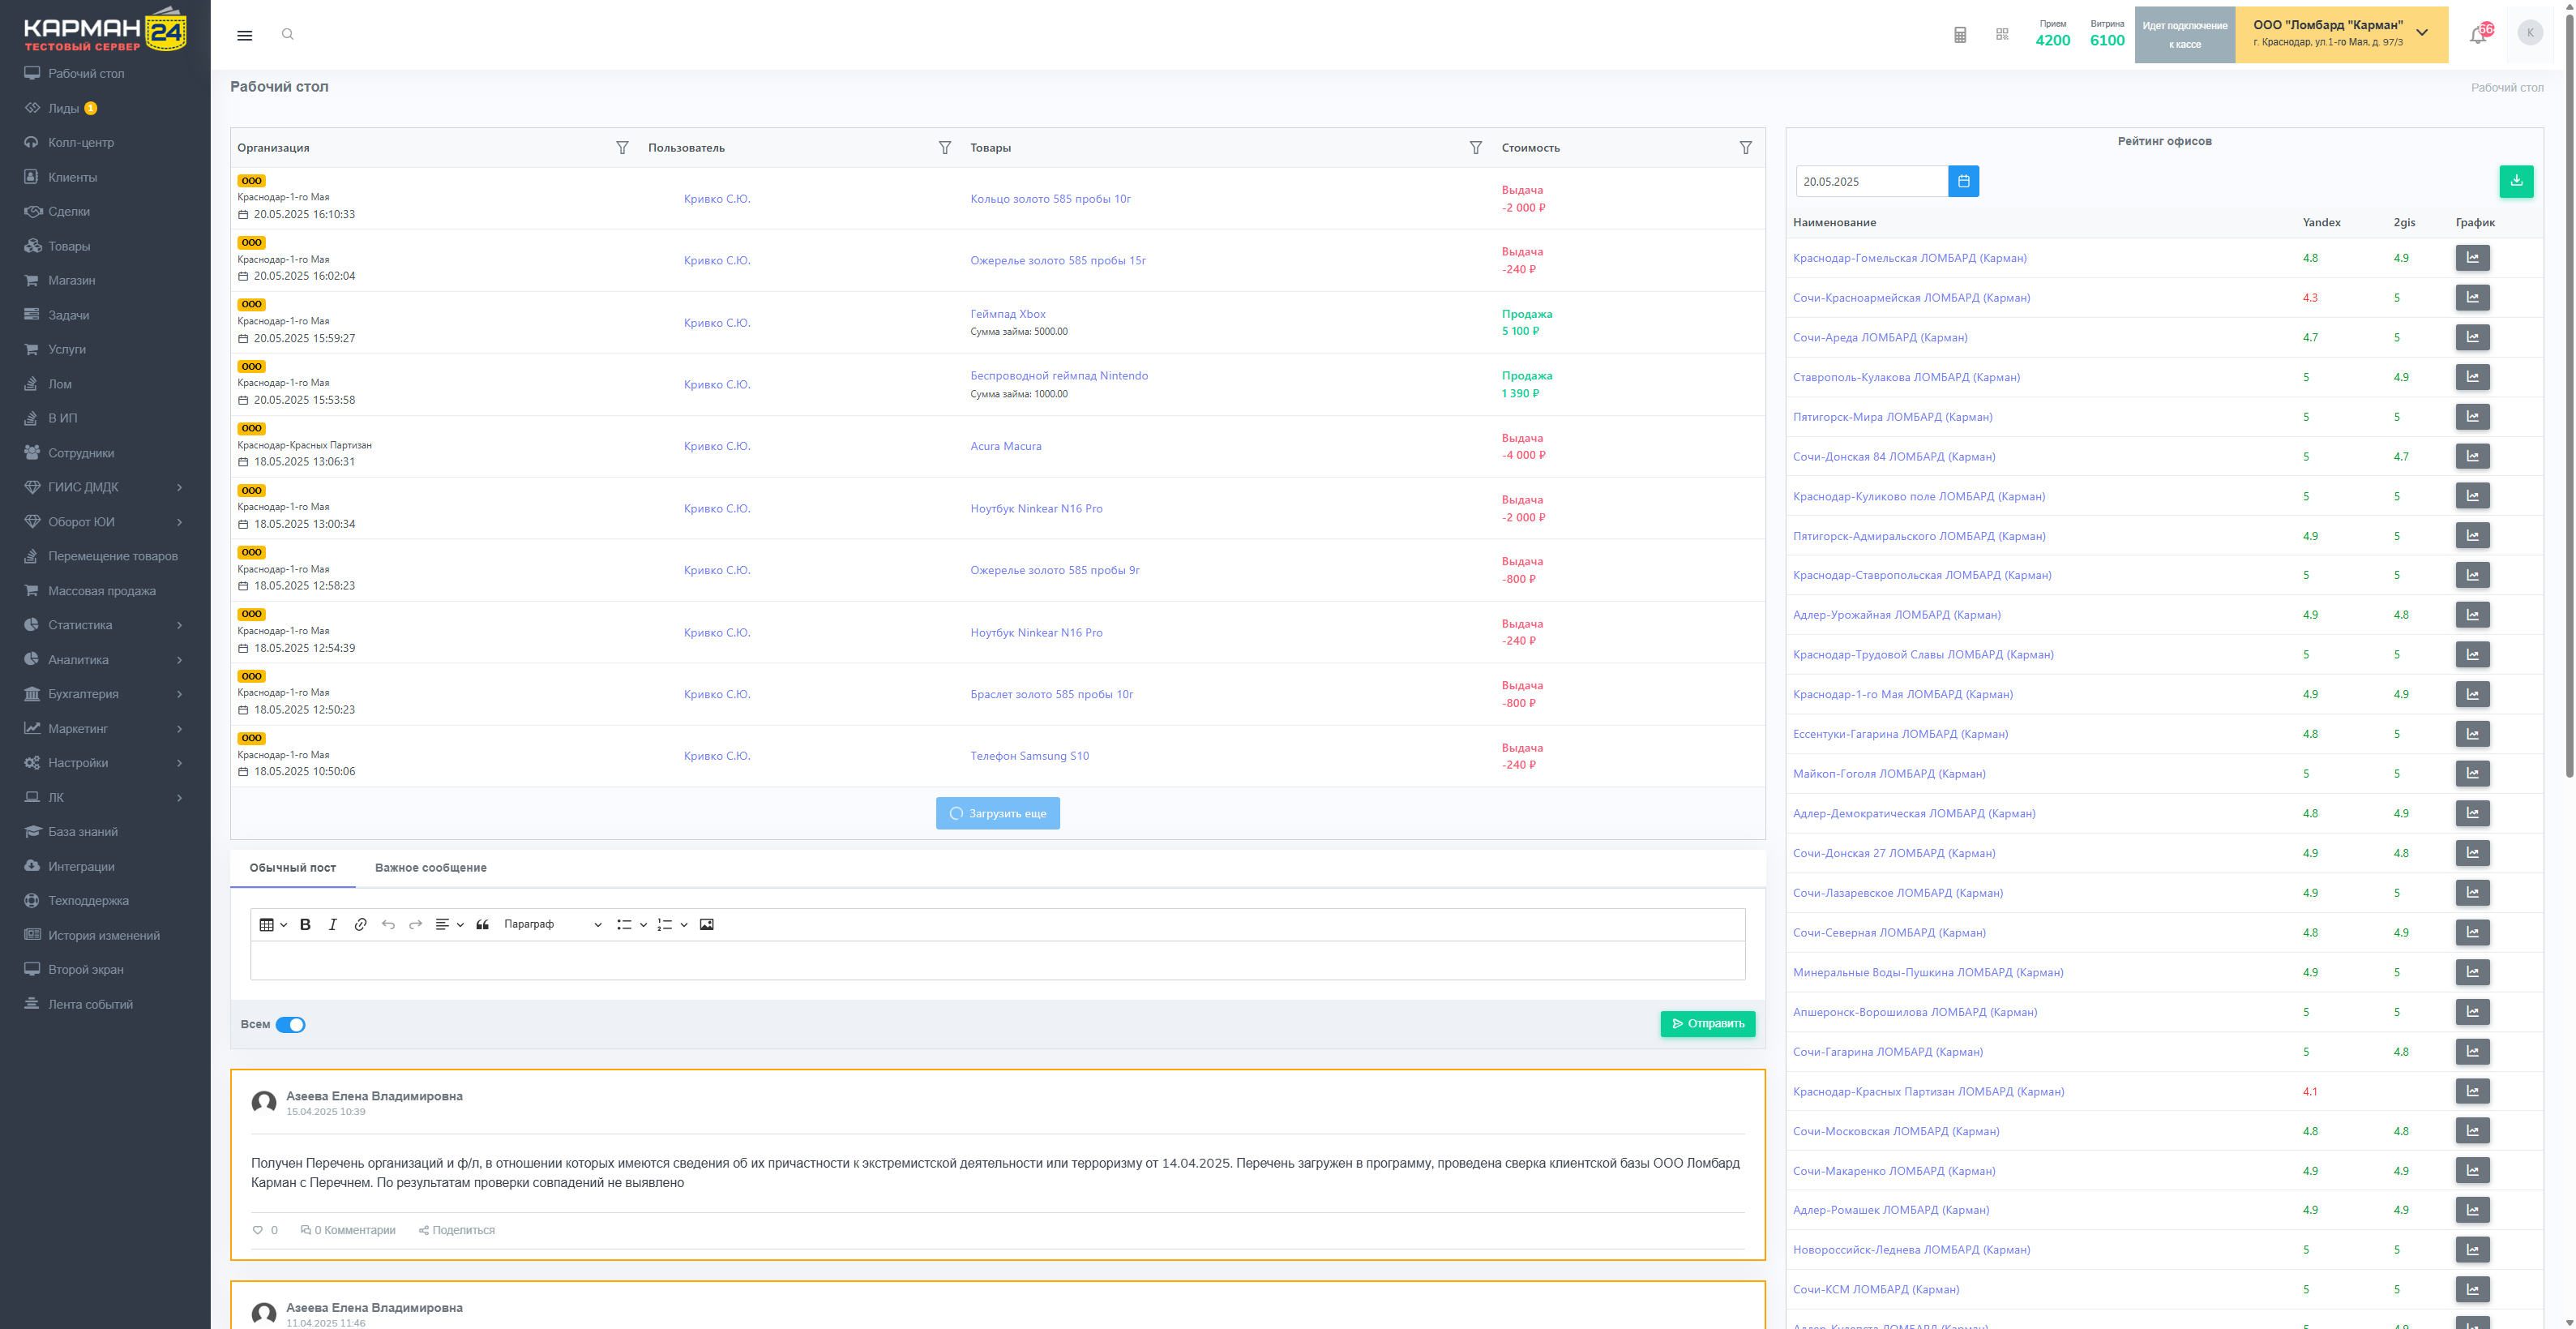 КАРМАН 24
ТЕСТОВЫЙ СЕРВЕР
Рабочий стол
Лиды 1
Колл-центр
Клиенты
Сделки
Товары
Магазин
Задачи
Услуги
Лом
В ИП
Сотрудники
ГИИС ДМДК
Оборот ЮИ
Перемещение товаров
Массовая продажа
Статистика
Аналитика
Бухгалтерия
Маркетинг
Настройки
ЛК
База знаний
Интеграции
Техподдержка
История изменений
Второй экран
Лента событий
Прием
4200
Витрина
6100
Идет подключение
к кассе
ООО "Ломбард "Карман"
г. Краснодар, ул.1-го Мая, д. 97/3
66
K
Рабочий стол
Рабочий стол
Организация Пользователь Товары Стоимость
ООО
Краснодар-1-го Мая
20.05.2025 16:10:33
Кривко С.Ю.
Кольцо золото 585 пробы 10г
Выдача
-2 000 ₽
ООО
Краснодар-1-го Мая
20.05.2025 16:02:04
Кривко С.Ю.
Ожерелье золото 585 пробы 15г
Выдача
-240 ₽
ООО
Краснодар-1-го Мая
20.05.2025 15:59:27
Кривко С.Ю.
Геймпад Xbox
Сумма займа: 5000.00
Продажа
5 100 ₽
ООО
Краснодар-1-го Мая
20.05.2025 15:53:58
Кривко С.Ю.
Беспроводной геймпад Nintendo
Сумма займа: 1000.00
Продажа
1 390 ₽
ООО
Краснодар-Красных Партизан
18.05.2025 13:06:31
Кривко С.Ю.
Acura Macura
Выдача
-4 000 ₽
ООО
Краснодар-1-го Мая
18.05.2025 13:00:34
Кривко С.Ю.
Ноутбук Ninkear N16 Pro
Выдача
-2 000 ₽
ООО
Краснодар-1-го Мая
18.05.2025 12:58:23
Кривко С.Ю.
Ожерелье золото 585 пробы 9г
Выдача
-800 ₽
ООО
Краснодар-1-го Мая
18.05.2025 12:54:39
Кривко С.Ю.
Ноутбук Ninkear N16 Pro
Выдача
-240 ₽
ООО
Краснодар-1-го Мая
18.05.2025 12:50:23
Кривко С.Ю.
Браслет золото 585 пробы 10г
Выдача
-800 ₽
ООО
Краснодар-1-го Мая
18.05.2025 10:50:06
Кривко С.Ю.
Телефон Samsung S10
Выдача
-240 ₽
Загрузить еще
Обычный пост Важное сообщение
Параграф
Всем
Отправить
Азеева Елена Владимировна
15.04.2025 10:39
Получен Перечень организаций и ф/л, в отношении которых имеются сведения об их причастности к экстремистской деятельности или терроризму от 14.04.2025. Перечень загружен в программу, проведена сверка клиентской базы ООО Ломбард
Карман с Перечнем. По результатам проверки совпадений не выявлено
0 0 Комментарии Поделиться
Азеева Елена Владимировна
11.04.2025 11:46
Рейтинг офисов
20.05.2025
Наименование Yandex 2gis График
Краснодар-Гомельская ЛОМБАРД (Карман) 4.8 4.9
Сочи-Красноармейская ЛОМБАРД (Карман) 4.3 5
Сочи-Ареда ЛОМБАРД (Карман) 4.7 5
Ставрополь-Кулакова ЛОМБАРД (Карман) 5 4.9
Пятигорск-Мира ЛОМБАРД (Карман) 5 5
Сочи-Донская 84 ЛОМБАРД (Карман) 5 4.7
Краснодар-Куликово поле ЛОМБАРД (Карман) 5 5
Пятигорск-Адмиральского ЛОМБАРД (Карман) 4.9 5
Краснодар-Ставропольская ЛОМБАРД (Карман) 5 5
Адлер-Урожайная ЛОМБАРД (Карман) 4.9 4.8
Краснодар-Трудовой Славы ЛОМБАРД (Карман) 5 5
Краснодар-1-го Мая ЛОМБАРД (Карман) 4.9 4.9
Ессентуки-Гагарина ЛОМБАРД (Карман) 4.8 5
Майкоп-Гоголя ЛОМБАРД (Карман) 5 5
Адлер-Демократическая ЛОМБАРД (Карман) 4.8 4.9
Сочи-Донская 27 ЛОМБАРД (Карман) 4.9 4.8
Сочи-Лазаревское ЛОМБАРД (Карман) 4.9 5
Сочи-Северная ЛОМБАРД (Карман) 4.8 4.9
Минеральные Воды-Пушкина ЛОМБАРД (Карман) 4.9 5
Апшеронск-Ворошилова ЛОМБАРД (Карман) 5 5
Сочи-Гагарина ЛОМБАРД (Карман) 5 4.8
Краснодар-Красных Партизан ЛОМБАРД (Карман) 4.1
Сочи-Московская ЛОМБАРД (Карман) 4.8 4.8
Сочи-Макаренко ЛОМБАРД (Карман) 4.9 4.9
Адлер-Ромашек ЛОМБАРД (Карман) 4.9 4.9
Новороссийск-Леднева ЛОМБАРД (Карман) 5 5
Сочи-КСМ ЛОМБАРД (Карман) 5 5